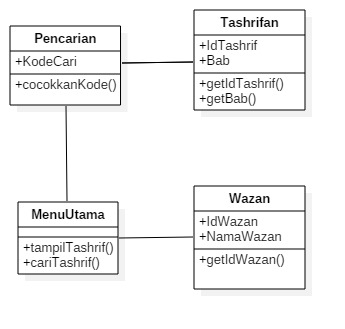 Pencarian
+KodeCari
+cocokkanKode()
Tashrifan
+IdTashrif
+Bab
+getIdTashrif()
+getBab()
MenuUtama
+tampilTashrif()
+cariTashrif()
Wazan
+IdWazan
+NamaWazan
+getIdWazan()